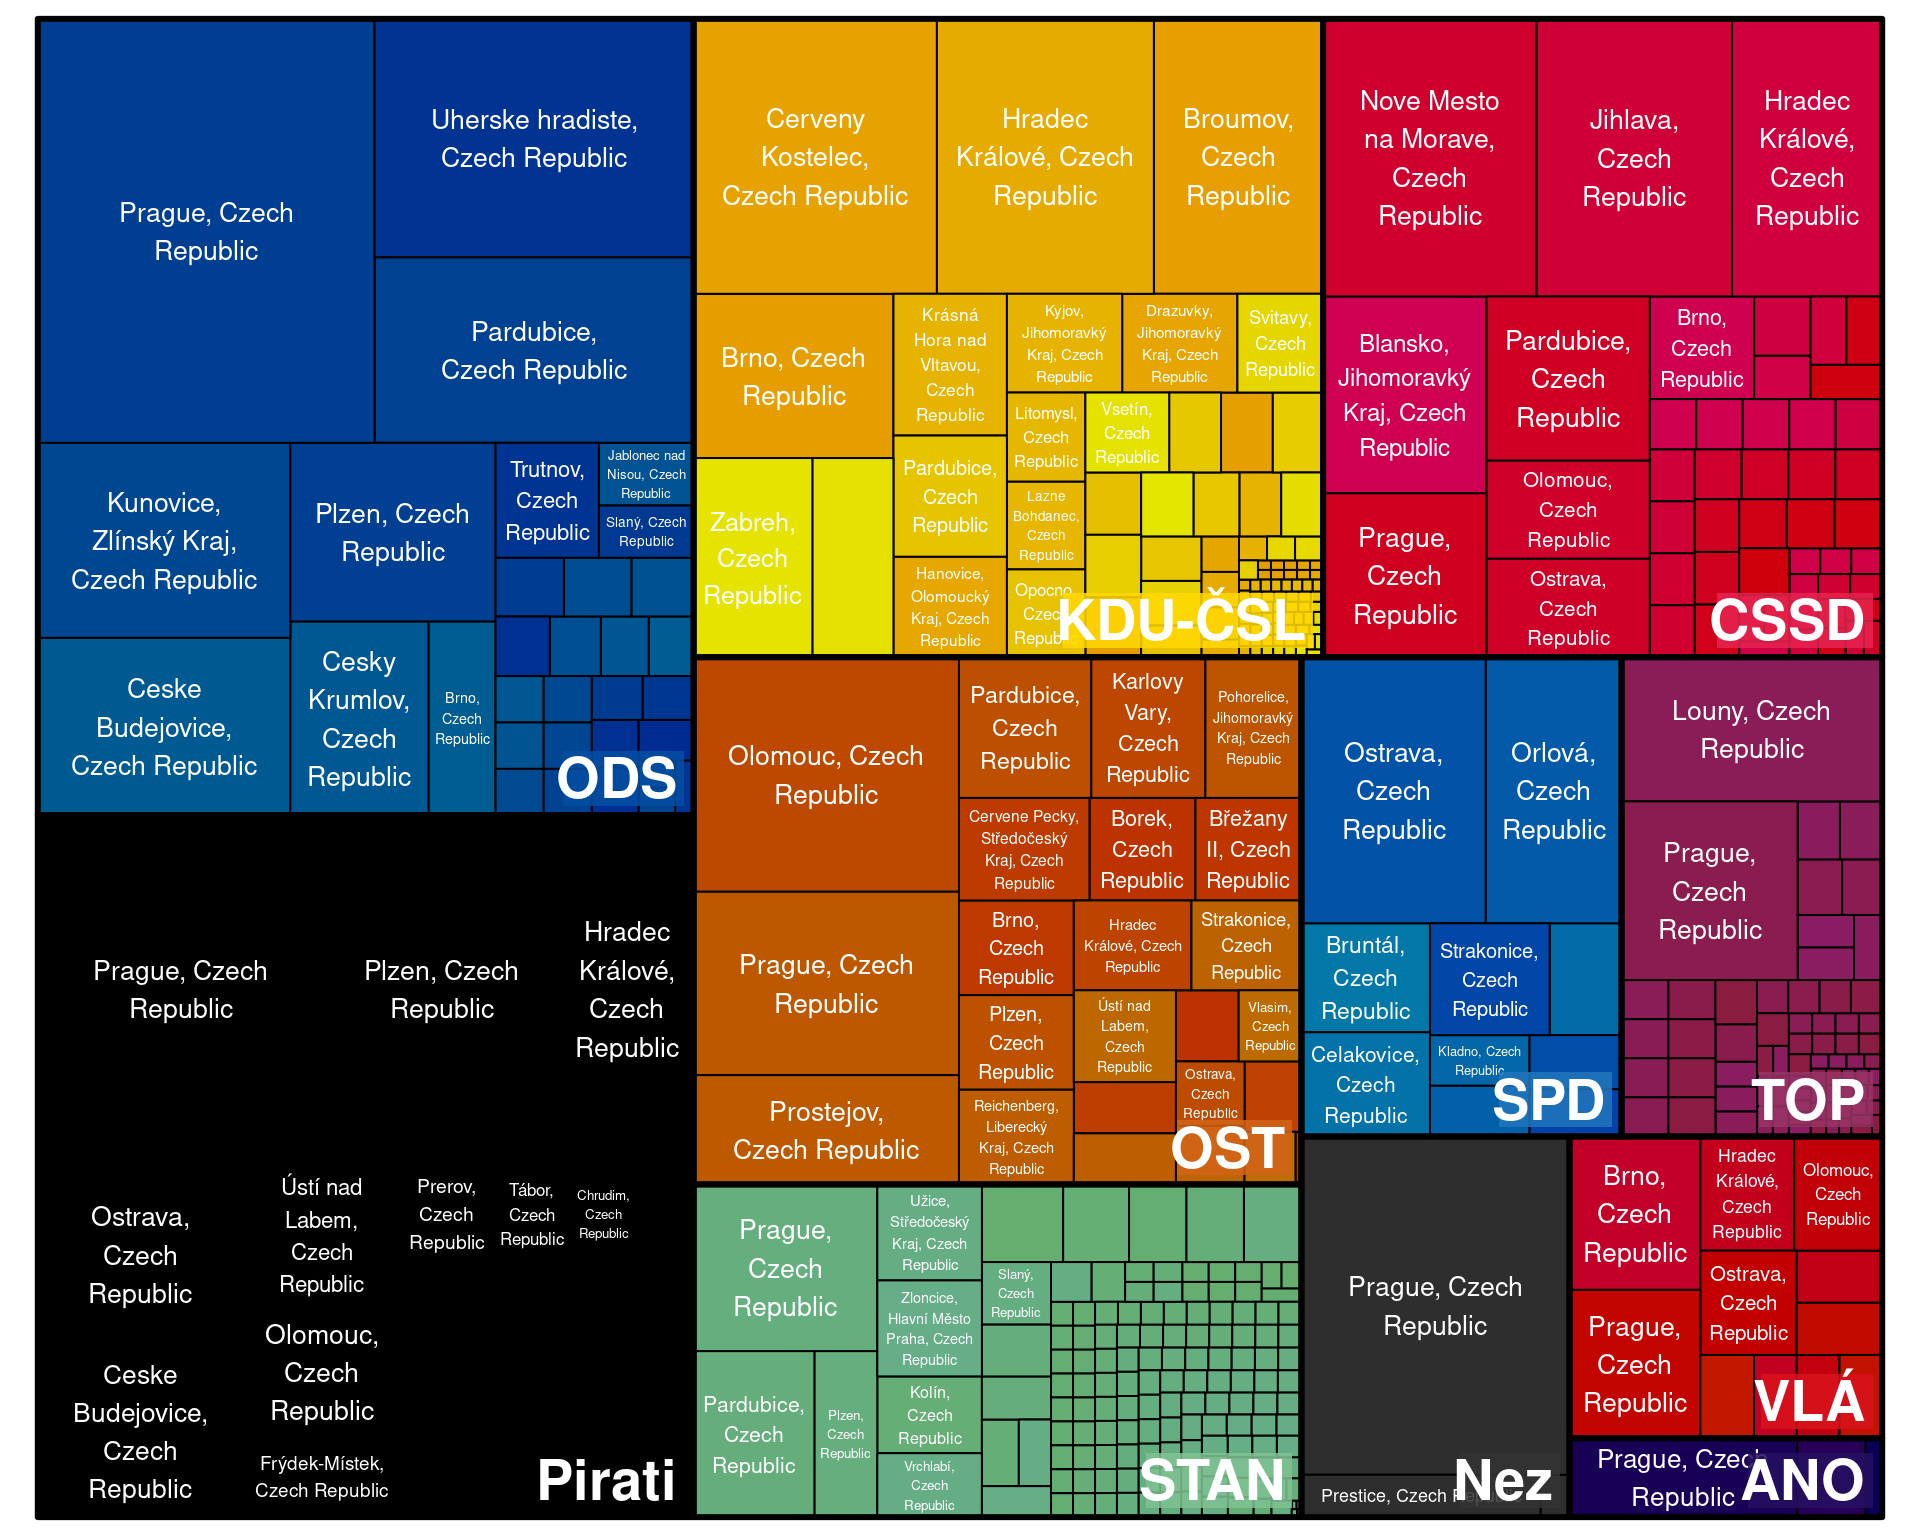 Prague, Czech
Republic
Uherske hradiste,
Czech Republic
Pardubice,
Czech Republic
Kunovice,
Zlínský Kraj,
Czech Republic
Plzen, Czech
Republic
Trutnov,
Czech
Republic
Jablonec nad
Nisou, Czech
Republic
Slaný, Czech
Republic
Ceske
Budejovice,
Czech Republic
Cesky
Krumlov,
Czech
Republic
Brno,
Czech
Republic
ODS
Cerveny
Kostelec,
Czech Republic
Hradec
Králové, Czech
Republic
Broumov,
Czech
Republic
Brno, Czech
Republic
Krásná
Hora nad
Vltavou,
Czech
Republic
Kyjov,
Jihomoravký
Kraj, Czech
Republic
Drazuvky,
Jihomoravký
Kraj, Czech
Republic
Svitavy,
Czech
Republic
Zabreh,
Czech
Republic
Pardubice,
Czech
Republic
Litomysl,
Czech
Republic
Vsetín,
Czech
Republic
Lazne
Bohdanec,
Czech
Republic
Hanovice,
Olomoucký
Kraj, Czech
Republic
Opocno,
Czech
Republic
KDU-ČSL
Nove Mesto
na Morave,
Czech
Republic
Jihlava,
Czech
Republic
Hradec
Králové,
Czech
Republic
Blansko,
Jihomoravký
Kraj, Czech
Republic
Pardubice,
Czech
Republic
Brno,
Czech
Republic
Prague,
Czech
Republic
Olomouc,
Czech
Republic
Ostrava,
Czech
Republic
CSSD
Prague, Czech
Republic
Plzen, Czech
Republic
Hradec
Králové,
Czech
Republic
Ostrava,
Czech
Republic
Ústí nad
Labem,
Czech
Republic
Prerov,
Czech
Republic
Tábor,
Czech
Republic
Chrudim,
Czech
Republic
Ceske
Budejovice,
Czech
Republic
Olomouc,
Czech
Republic
Frýdek-Místek,
Czech Republic
Pirati
Olomouc, Czech
Republic
Pardubice,
Czech
Republic
Karlovy
Vary,
Czech
Republic
Pohorelice,
Jihomoravký
Kraj, Czech
Republic
Cervene Pecky,
Středočeský
Kraj, Czech
Republic
Borek,
Czech
Republic
Břežany
II, Czech
Republic
Prague, Czech
Republic
Brno,
Czech
Republic
Hradec
Králové, Czech
Republic
Strakonice,
Czech
Republic
Plzen,
Czech
Republic
Ústí nad
Labem,
Czech
Republic
Vlasim,
Czech
Republic
Prostejov,
Czech Republic
Reichenberg,
Liberecký
Kraj, Czech
Republic
Ostrava,
Czech
Republic
OST
Ostrava,
Czech
Republic
Orlová,
Czech
Republic
Bruntál,
Czech
Republic
Strakonice,
Czech
Republic
Celakovice,
Czech
Republic
Kladno, Czech
Republic
SPD
Louny, Czech
Republic
Prague,
Czech
Republic
TOP
Prague,
Czech
Republic
Užice,
Středočeský
Kraj, Czech
Republic
Zloncice,
Hlavní Město
Praha, Czech
Republic
Slaný,
Czech
Republic
Pardubice,
Czech
Republic
Plzen,
Czech
Republic
Kolín,
Czech
Republic
Vrchlabí,
Czech
Republic
STAN
Prague, Czech
Republic
Prestice, Czech Republic
Nez
Brno,
Czech
Republic
Hradec
Králové,
Czech
Republic
Olomouc,
Czech
Republic
Prague,
Czech
Republic
Ostrava,
Czech
Republic
VLÁ
Prague, Czech
Republic
ANO